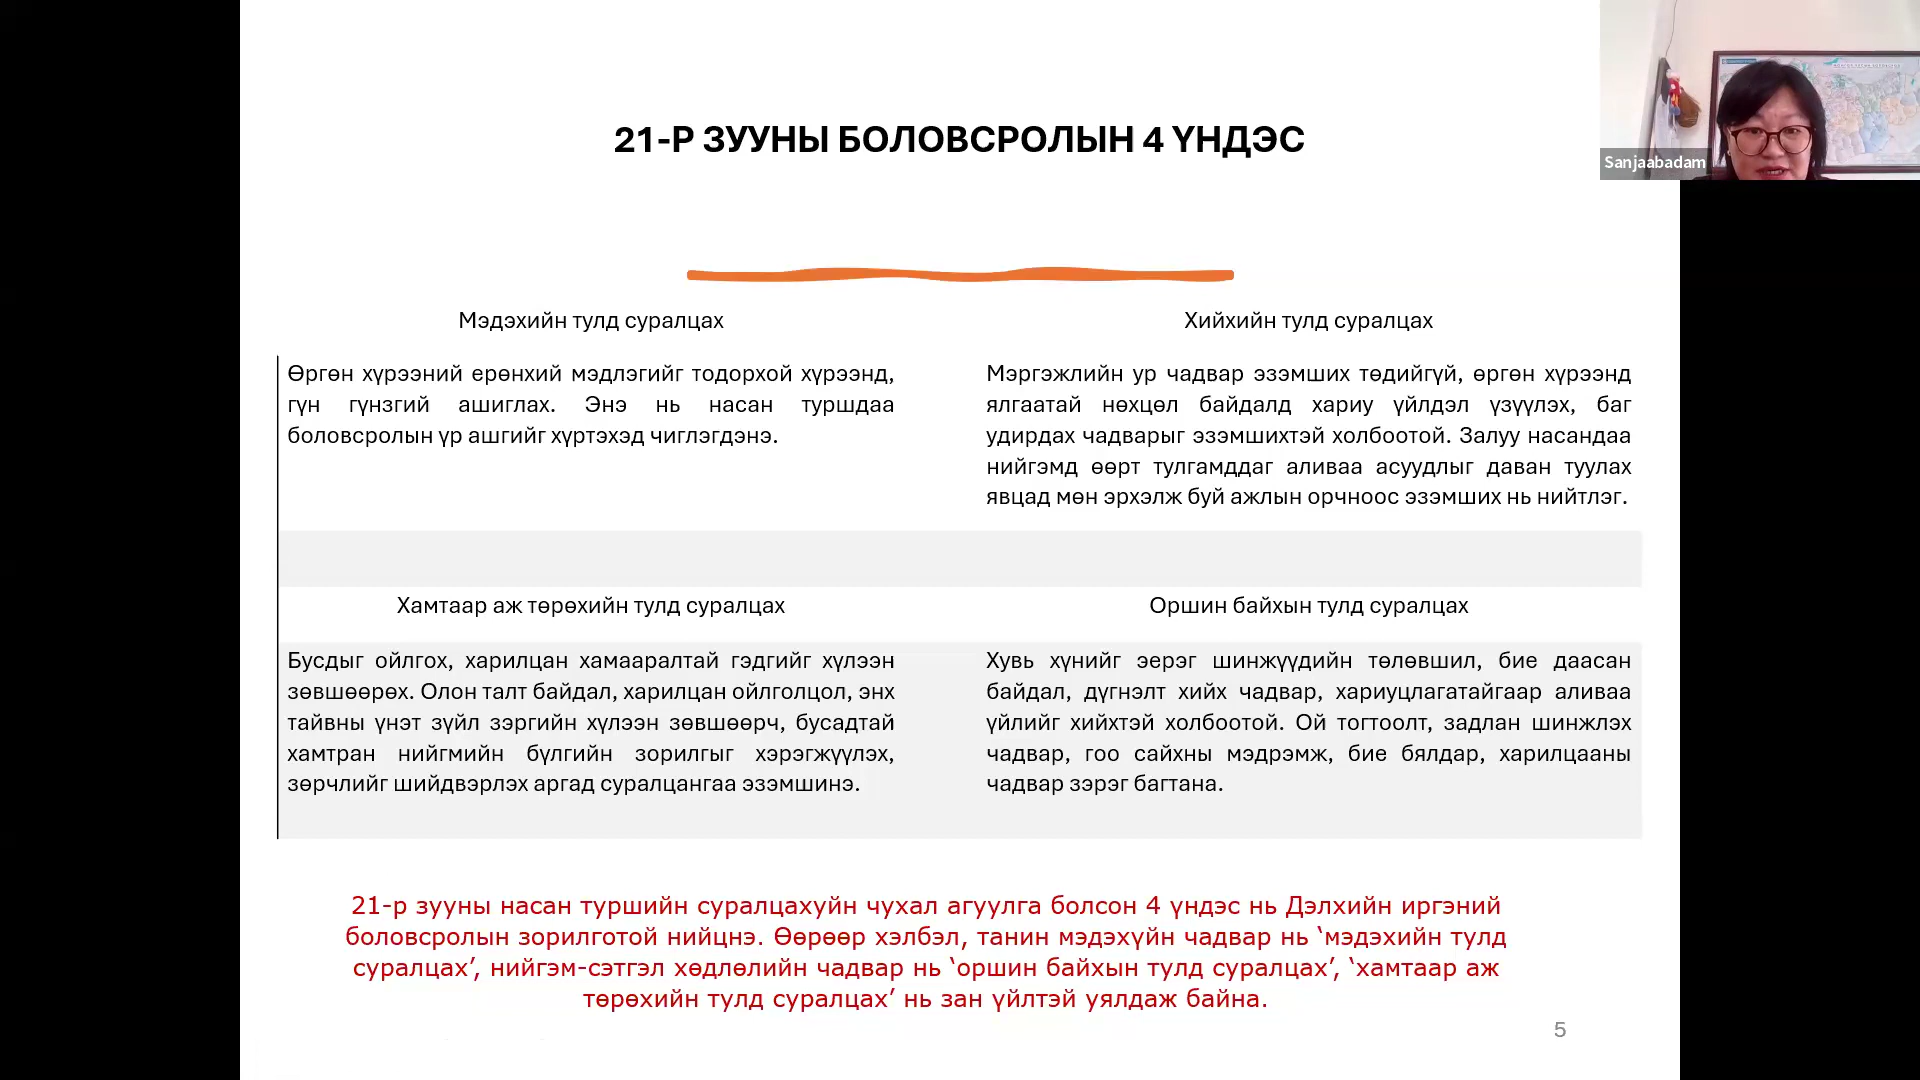 21-Р ЗУУНЫ БОЛОВСРОЛЫН 4 ҮНДЭС
Sanjaabadam
Мэдэхийн тулд суралцах
Өргөн хүрээний ерөнхий мэдлэгийг тодорхой хүрээнд,
гүн гүнзгий ашиглах. Энэ нь насан туршдаа
боловсролын үр ашгийг хүртэхэд чиглэгдэнэ.
Хийхийн тулд суралцах
Мэргэжлийн ур чадвар эзэмших төдийгүй, өргөн хүрээнд
ялгаатай нөхцөл байдалд хариу үйлдэл үзүүлэх, баг
удирдах чадварыг эзэмшихтэй холбоотой. Залуу насандаа
нийгэмд өөрт тулгамддаг аливаа асуудлыг даван туулах
явцад мөн эрхэлж буй ажлын орчноос эзэмших нь нийтлэг.
Хамтаар аж төрөхийн тулд суралцах
Бусдыг ойлгох, харилцан хамааралтай гэдгийг хүлээн
зөвшөөрөх. Олон талт байдал, харилцан ойлголцол, энх
тайвны үнэт зүйл зэргийн хүлээн зөвшөөрч, бусадтай
хамтран нийгмийн бүлгийн зорилгыг хэрэгжүүлэх,
зөрчлийг шийдвэрлэх аргад суралцангаа эзэмшинэ.
Оршин байхын тулд суралцах
Хувь хүнийг эерэг шинжүүдийн төлөвшил, бие даасан
байдал, дүгнэлт хийх чадвар, хариуцлагатайгаар аливаа
үйлийг хийхтэй холбоотой. Ой тогтоолт, задлан шинжлэх
чадвар, гоо сайхны мэдрэмж, бие бялдар, харилцааны
чадвар зэрэг багтана.
21-р зууны насан туршийн суралцахуйн чухал агуулга болсон 4 үндэс нь Дэлхийн иргэний
боловсролын зорилготой нийцнэ. Өөрөөр хэлбэл, танин мэдэхүйн чадвар нь ‘мэдэхийн тулд
суралцах’, нийгэм-сэтгэл хөдлөлийн чадвар нь ‘оршин байхын тулд суралцах’, ‘хамтаар аж
төрөхийн тулд суралцах’ нь зан үйлтэй уялдаж байна.
5